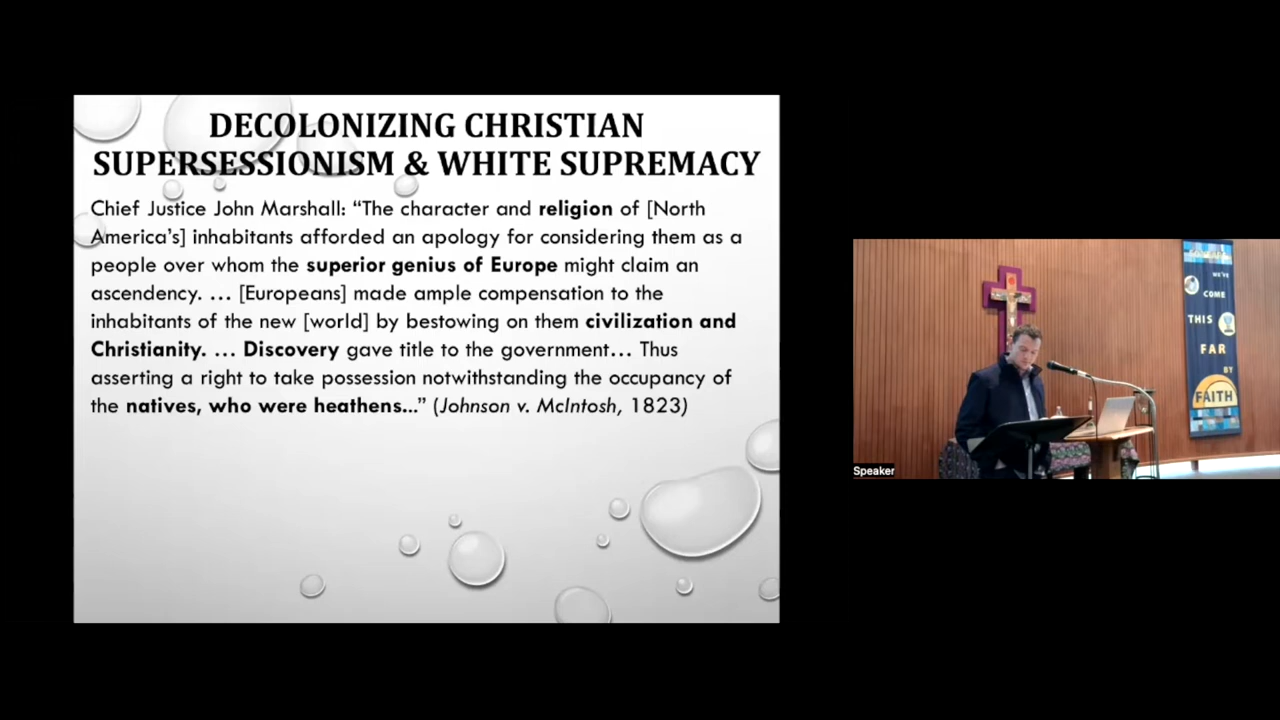 DECOLONIZING CHRISTIAN
SUPERSESSIONISM & WHITE SUPREMACY
Chief Justice John Marshall: “The character and religion of [North
America’s] inhabitants afforded an apology for considering them as a
people over whom the superior genius of Europe might claim an
ascendency. … [Europeans] made ample compensation to the
inhabitants of the new [world] by bestowing on them civilization and
Christianity. … Discovery gave title to the government… Thus
asserting a right to take possession notwithstanding the occupancy of
the natives, who were heathens...” (Johnson v. McIntosh, 1823)
WE'VE
COME
THIS
FAR
BY
FAITH
Speaker